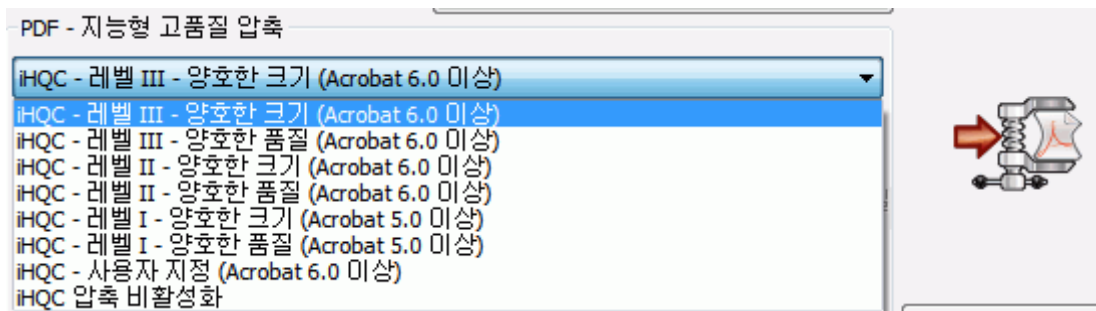 PDF - 지능형 고품질 압축
iHQC - 레벨 III - 양호한 크기 (Acrobat 6.0 이상)
iHQC - 레벨 III - 양호한 크기 (Acrobat 6.0 이상)
iHQC - 레벨 III - 양호한 품질 (Acrobat 6.0 이상)
iHQC - 레벨 II - 양호한 크기 (Acrobat 6.0 이상)
iHQC - 레벨 II - 양호한 품질 (Acrobat 6.0 이상)
iHQC - 레벨 I - 양호한 크기 (Acrobat 5.0 이상)
iHQC - 레벨 I - 양호한 품질 (Acrobat 5.0 이상)
iHQC - 사용자 지정 (Acrobat 6.0 이상)
iHQC 압축 비활성화